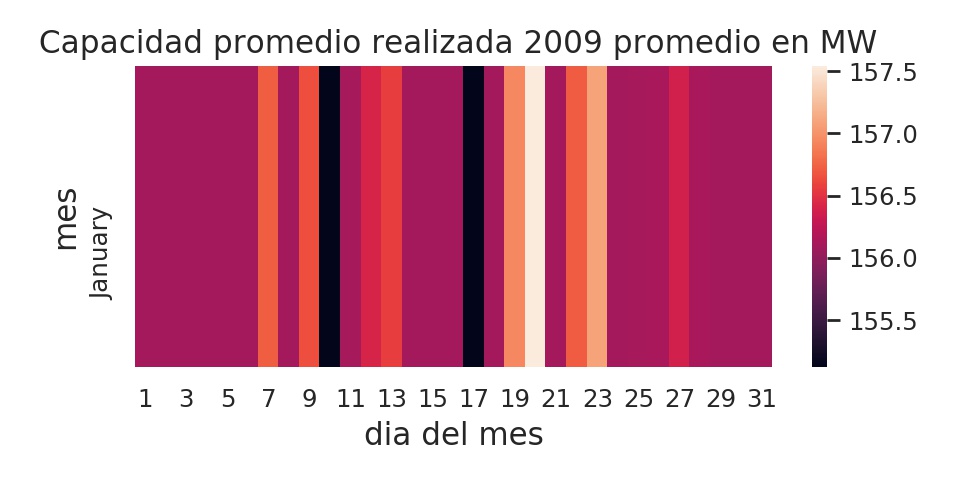 Capacidad promedio realizada 2009 promedio en MW
mes
January
1 3 5 7 9 11 13 15 17 19 21 23 25 27 29 31
dia del mes
157.5
157.0
156.5
156.0
155.5